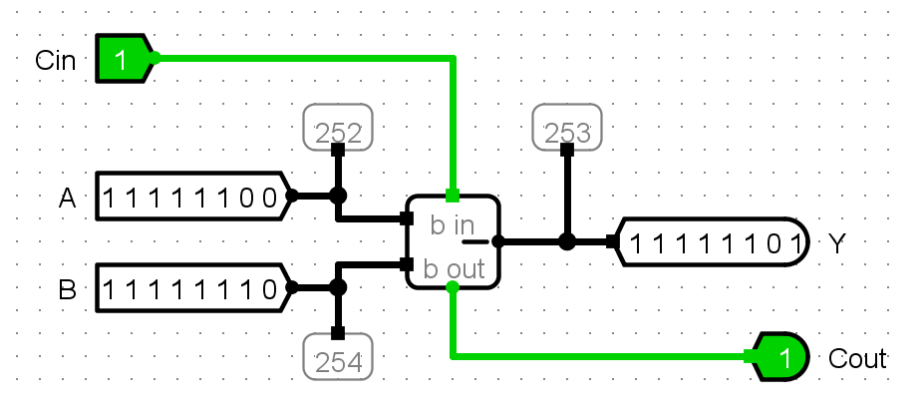 Cin 1
252
253
A 11111100
b in
−
b out
11111101 Y
B 11111110
254
1 Cout